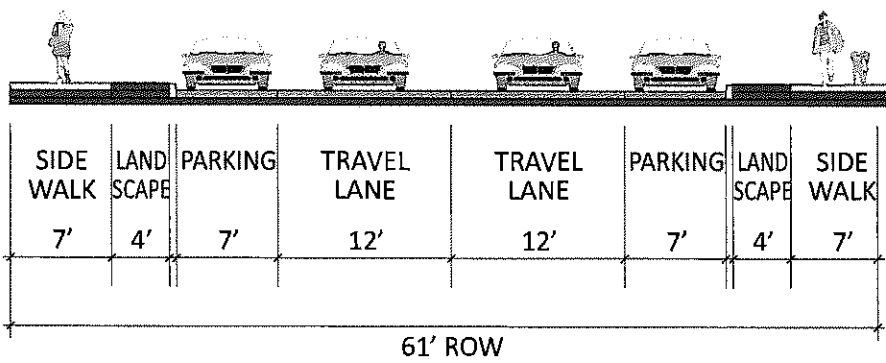 SIDE WALK 7'
LAND SCAPE 4'
PARKING 7'
TRAVEL LANE 12'
TRAVEL LANE 12'
PARKING 7'
LAND SCAPE 4'
SIDE WALK 7'
61' ROW